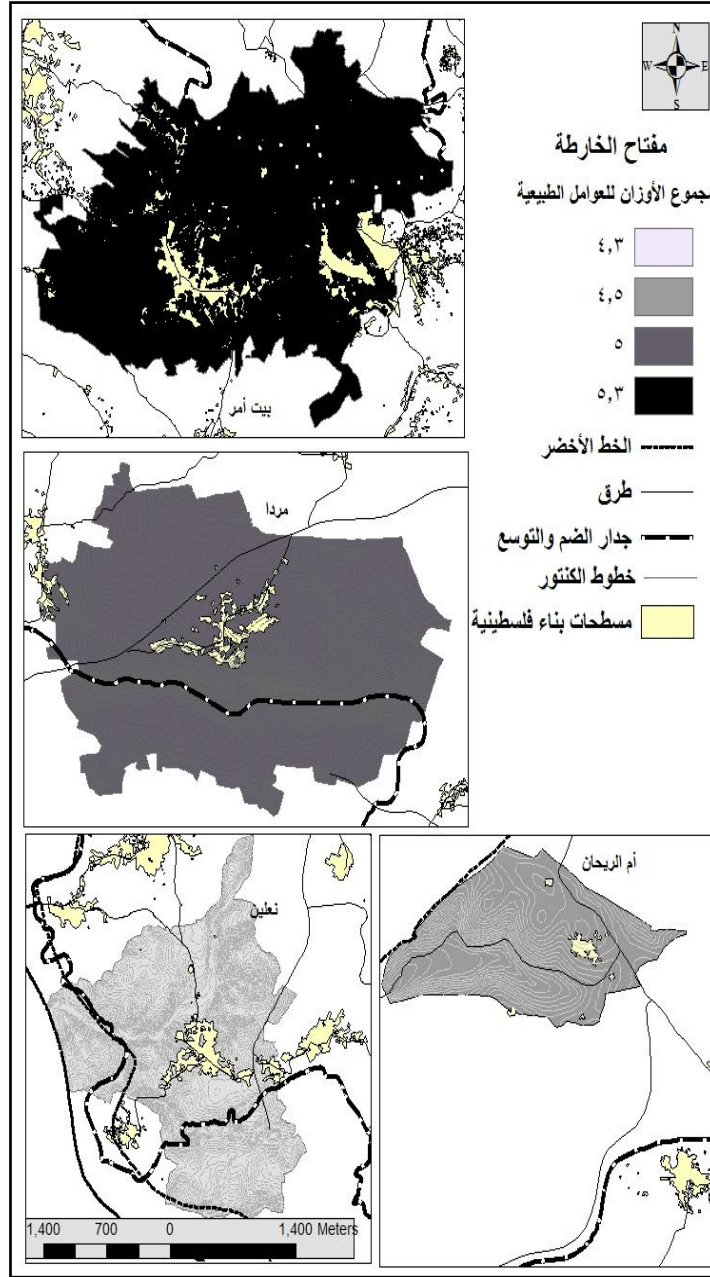 N
W E
S
مفتاح الخارطة
جموع الأوزان للعوامل الطبيعية
٤,٣
٤,٥
٥
٥,٣
الخط الأخضر
طرق
جدار الضم والتوسع
خطوط الكنتور
مسطحات بناء فلسطينية
بيت أمر
مردا
نعلين
أم الريحان
1,400 700 0 1,400 Meters